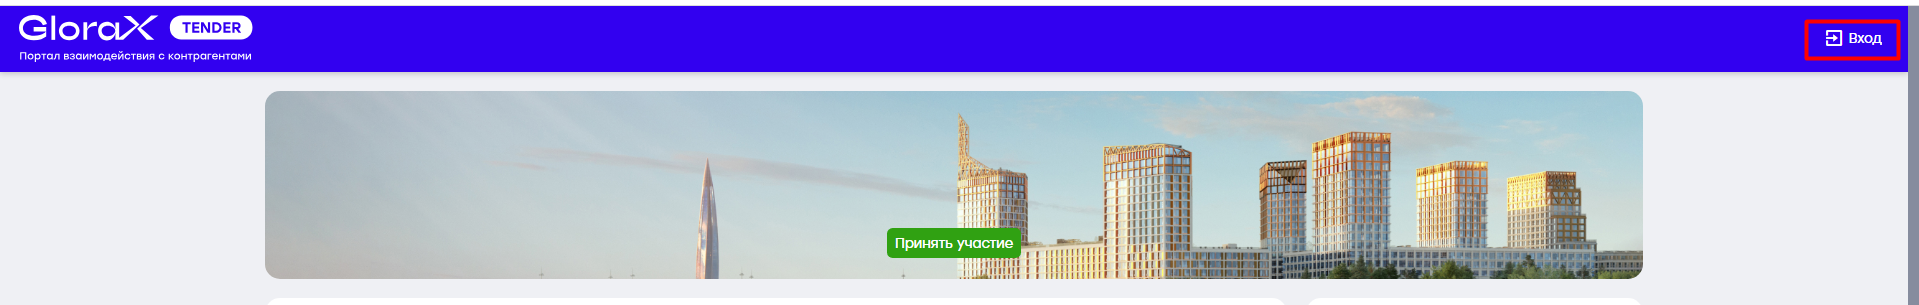 GloraX TENDER
Портал взаимодействия с контрагентами
Вход
Принять участие